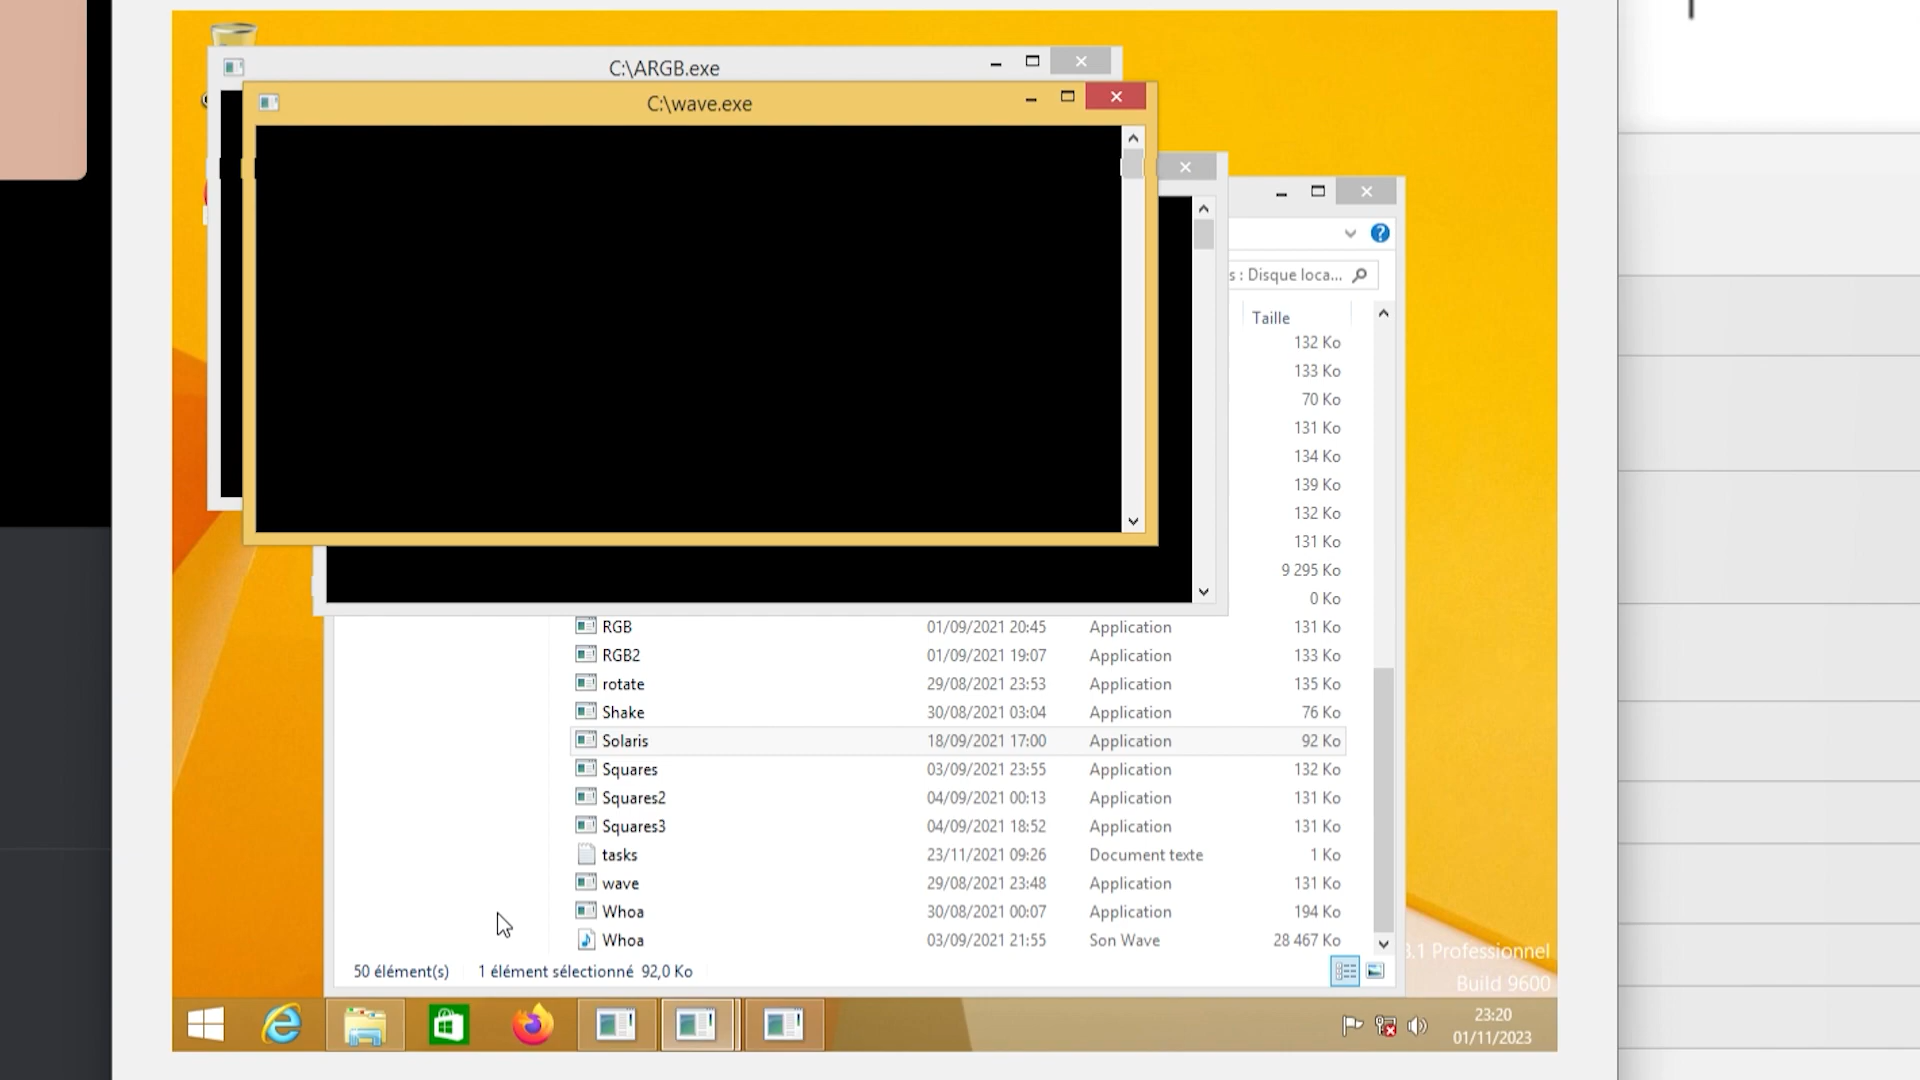 C:\ARGB.exe
C:\wave.exe
s : Disque loca...
Taille
132 Ko
133 Ko
70 Ko
131 Ko
134 Ko
139 Ko
132 Ko
131 Ko
9 295 Ko
0 Ko
RGB 01/09/2021 20:45 Application 131 Ko
RGB2 01/09/2021 19:07 Application 133 Ko
rotate 29/08/2021 23:53 Application 135 Ko
Shake 30/08/2021 03:04 Application 76 Ko
Solaris 18/09/2021 17:00 Application 92 Ko
Squares 03/09/2021 23:55 Application 132 Ko
Squares2 04/09/2021 00:13 Application 131 Ko
Squares3 04/09/2021 18:52 Application 131 Ko
tasks 23/11/2021 09:26 Document texte 1 Ko
wave 29/08/2021 23:48 Application 131 Ko
Whoa 30/08/2021 00:07 Application 194 Ko
Whoa 03/09/2021 21:55 Son Wave 28 467 Ko
50 élément(s) 1 élément sélectionné 92,0 Ko
8.1 Professionnel
Build 9600
23:20
01/11/2023